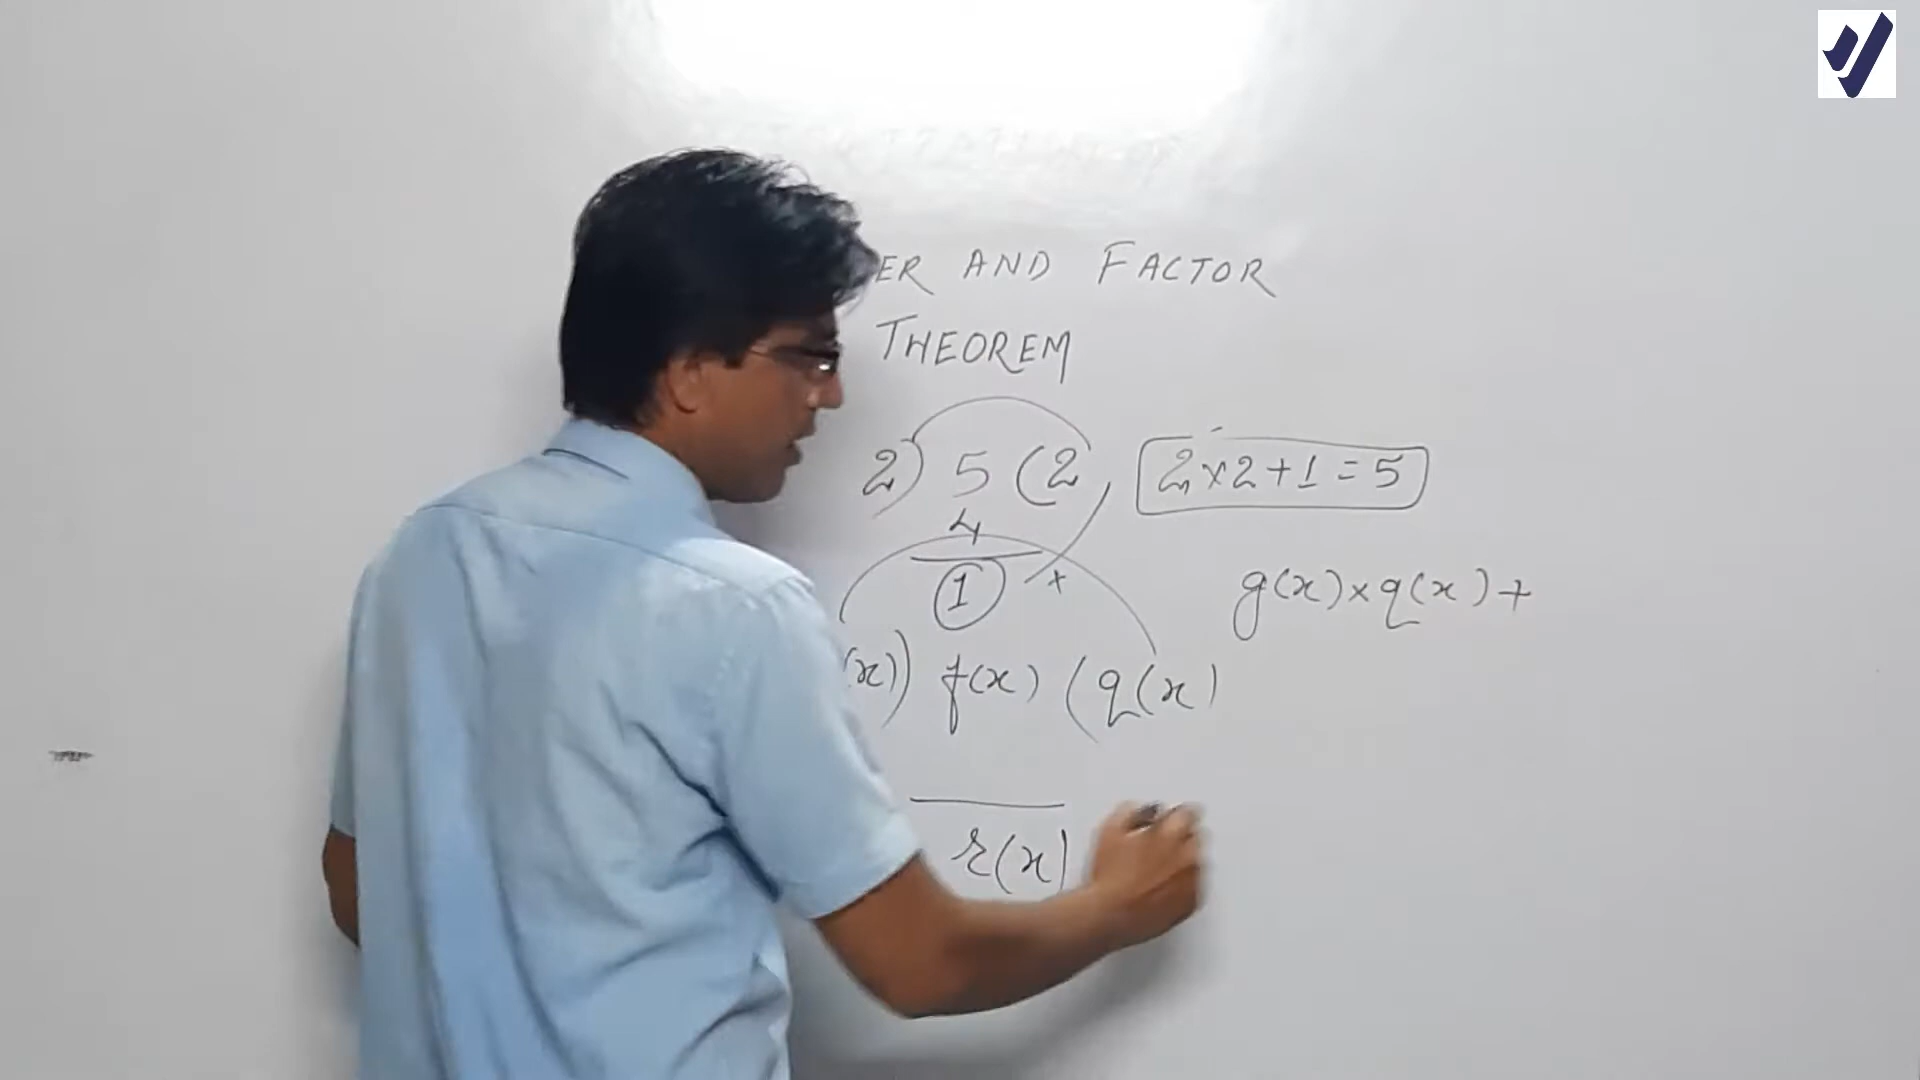 ER AND FACTOR
THEOREM
2) 5 (2
2x2+1=5
4
1
+
g(x)×q(x)+
(x)) f(x) (q(x)
r(x)